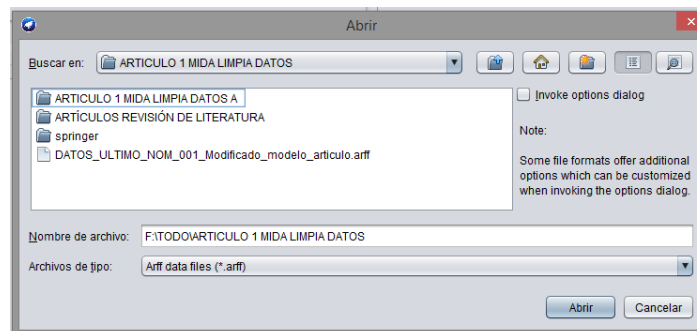 Abrir
Buscar en: ARTICULO 1 MIDA LIMPIA DATOS
ARTICULO 1 MIDA LIMPIA DATOS A
ARTÍCULOS REVISIÓN DE LITERATURA
springer
DATOS_ULTIMO_NOM_001_Modificado_modelo_articulo.arff
Invoke options dialog
Note:
Some file formats offer additional
options which can be customized
when invoking the options dialog.
Nombre de archivo: F:\TODO\ARTICULO 1 MIDA LIMPIA DATOS
Archivos de tipo: Arff data files (*.arff)
Abrir Cancelar